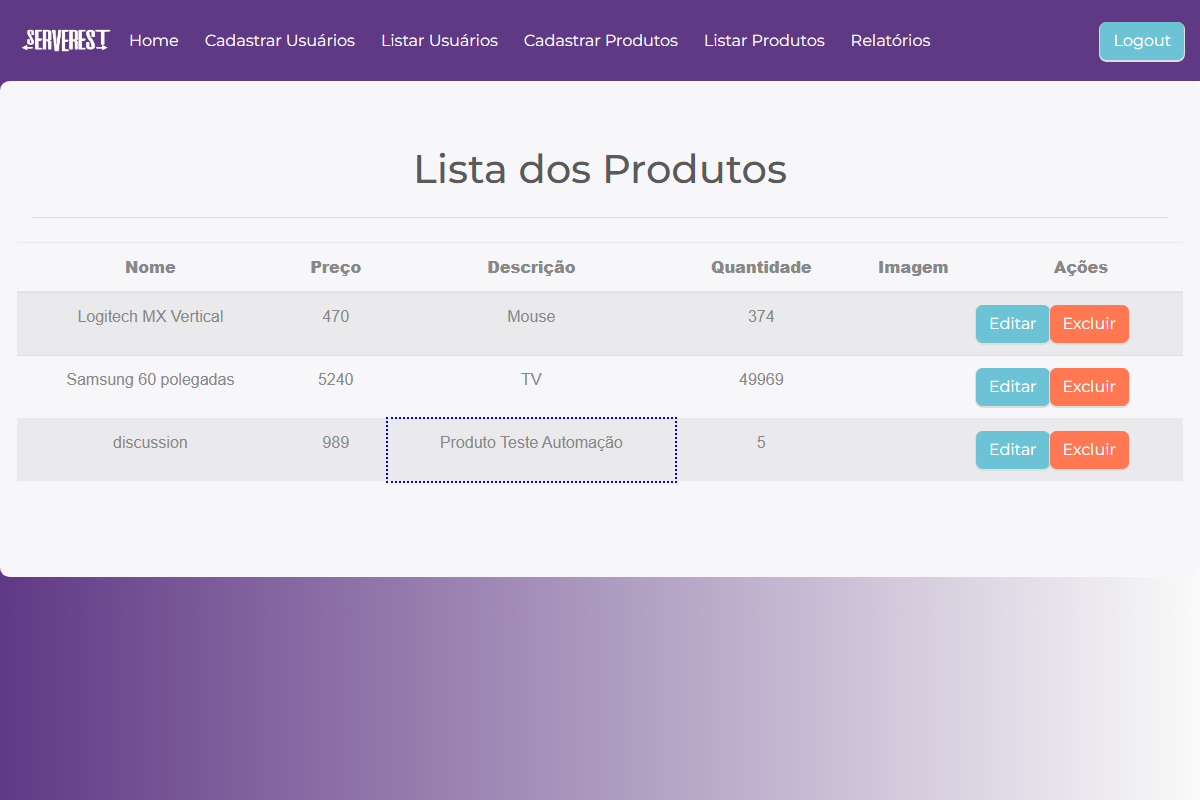 SERVEREST Home Cadastrar Usuários Listar Usuários Cadastrar Produtos Listar Produtos Relatórios Logout
Lista dos Produtos
Nome Preço Descrição Quantidade Imagem Ações
Logitech MX Vertical 470 Mouse 374 Editar Excluir
Samsung 60 polegadas 5240 TV 49969 Editar Excluir
discussion 989 Produto Teste Automação 5 Editar Excluir